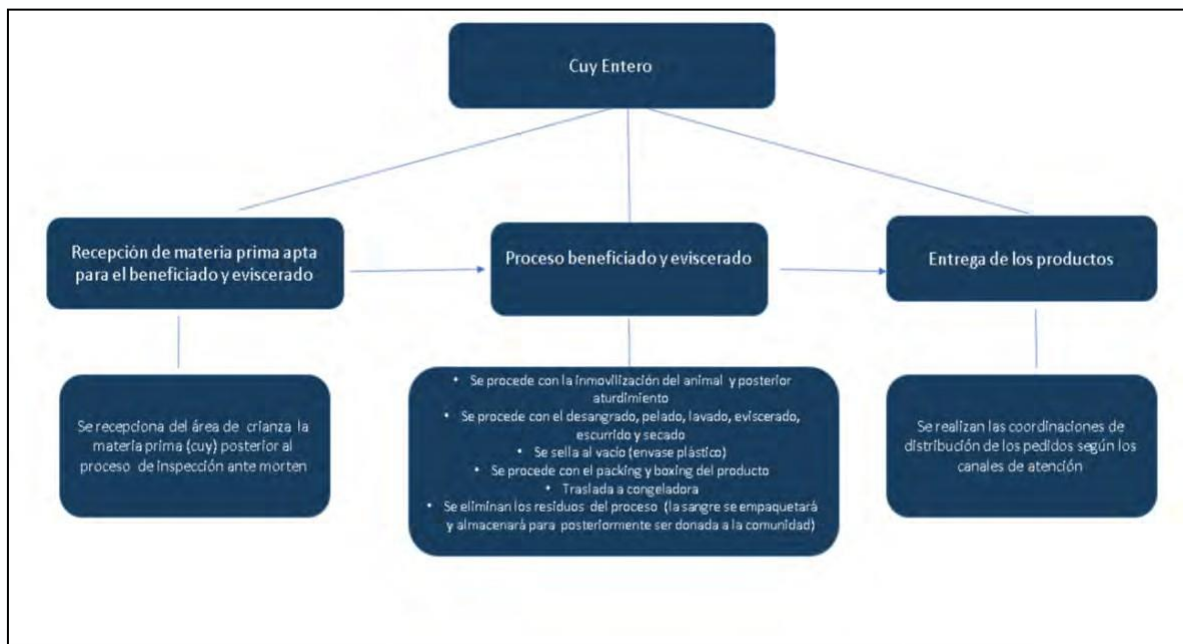 Cuy Entero
Recepción de materia prima apta
para el beneficiado y eviscerado
Proceso beneficiado y eviscerado
Entrega de los productos
Se recepciona del área de crianza la
materia prima (cuy) posterior al
proceso de inspección ante morten
• Se procede con la inmovilización del animal y posterior
aturdimiento
• Se procede con el desangrado, pelado, lavado, eviscerado,
escurrido y secado
• Se sella al vacío (envase plástico)
• Se procede con el packing y boxing del producto
• Traslada a congeladora
• Se eliminan los residuos del proceso (la sangre se empaquetará
y almacenará para posteriormente ser donada a la comunidad)
Se realizan las coordinaciones de
distribución de los pedidos según los
canales de atención